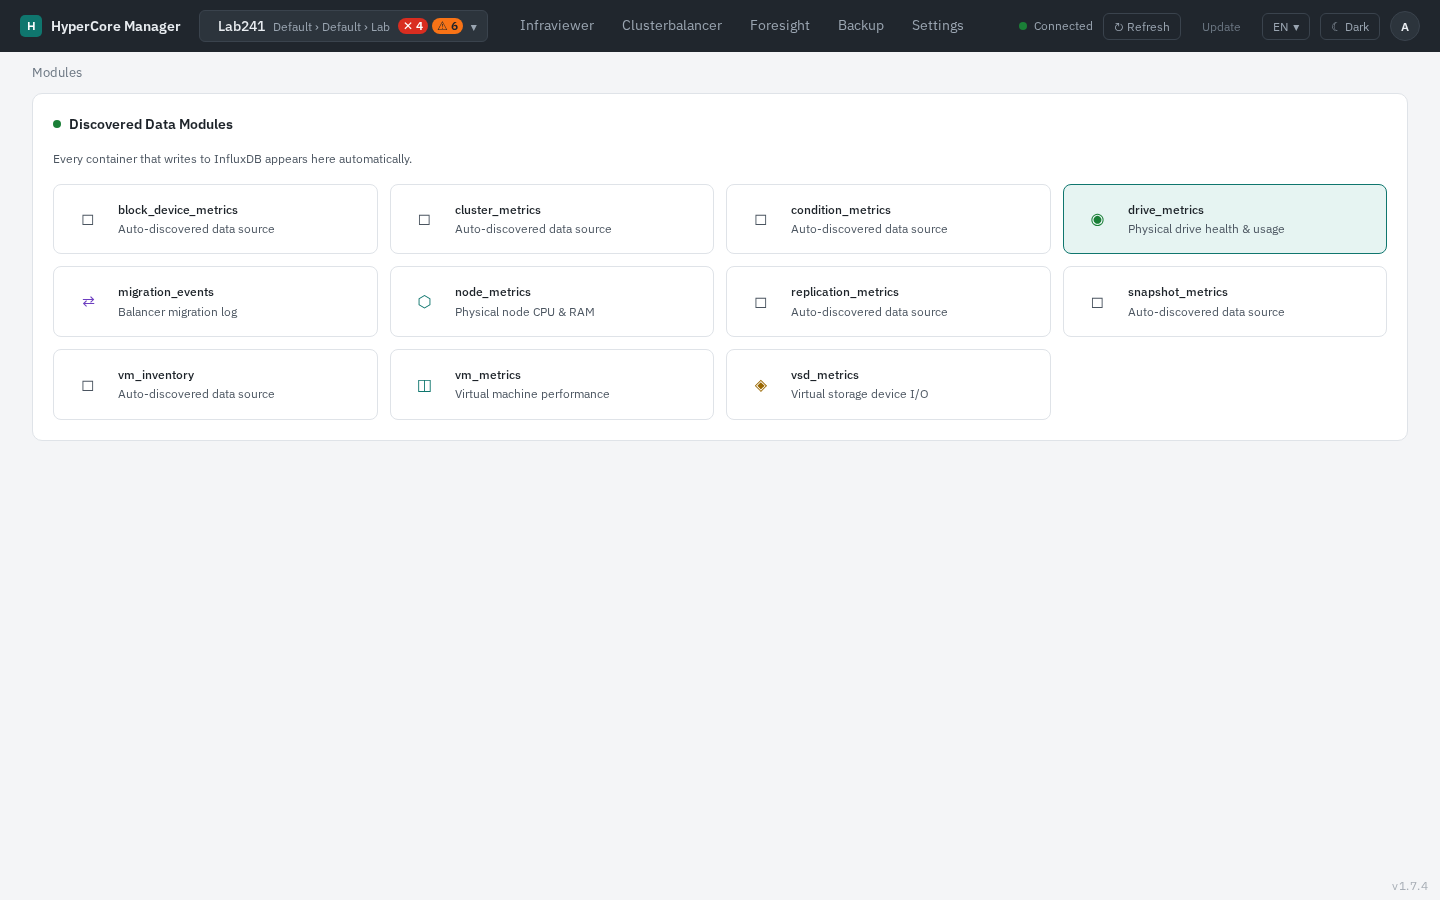 H HyperCore Manager Lab241 Default › Default › Lab ✕ 4 ⚠ 6 ▾ Infraviewer Clusterbalancer Foresight Backup Settings Connected ↻ Refresh Update EN ▾ ☾ Dark A
Modules
Discovered Data Modules
Every container that writes to InfluxDB appears here automatically.
block_device_metrics
Auto-discovered data source
cluster_metrics
Auto-discovered data source
condition_metrics
Auto-discovered data source
drive_metrics
Physical drive health & usage
migration_events
Balancer migration log
node_metrics
Physical node CPU & RAM
replication_metrics
Auto-discovered data source
snapshot_metrics
Auto-discovered data source
vm_inventory
Auto-discovered data source
vm_metrics
Virtual machine performance
vsd_metrics
Virtual storage device I/O
v1.7.4